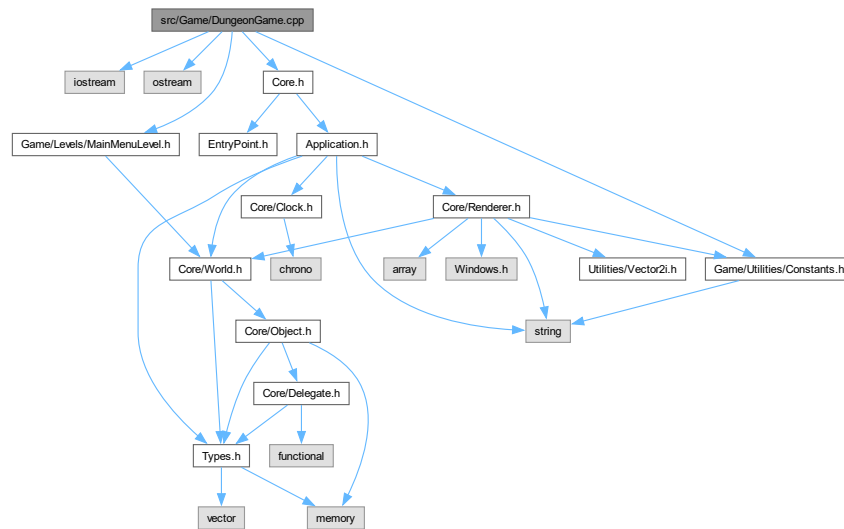 src/Game/DungeonGame.cpp
iostream
ostream
Core.h
Game/Levels/MainMenuLevel.h
EntryPoint.h
Application.h
Core/Clock.h
Core/Renderer.h
Core/World.h
chrono
array
Windows.h
Utilities/Vector2i.h
Game/Utilities/Constants.h
Core/Object.h
string
Core/Delegate.h
Types.h
functional
vector
memory